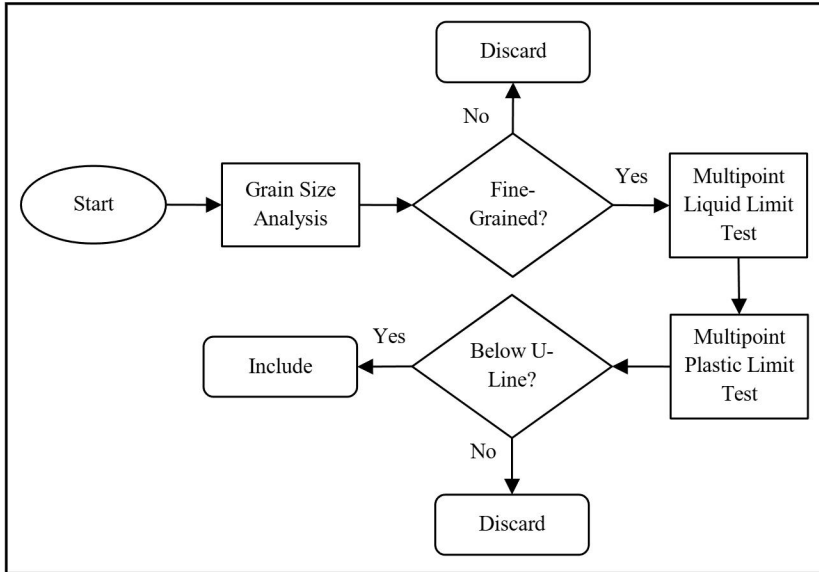 Discard
No
Start
Grain Size
Analysis
Fine-
Grained?
Yes
Multipoint
Liquid Limit
Test
Multipoint
Plastic Limit
Test
Below U-
Line?
Yes
Include
No
Discard